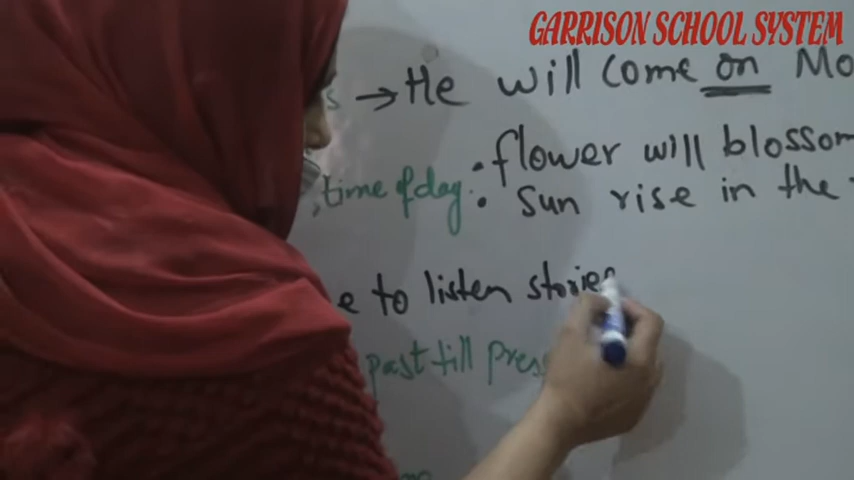 GARRISON SCHOOL SYSTEM
s → He will come on Mo
• flower will blossom
, time of day • sun rise in the
e to listen stories
past till pres